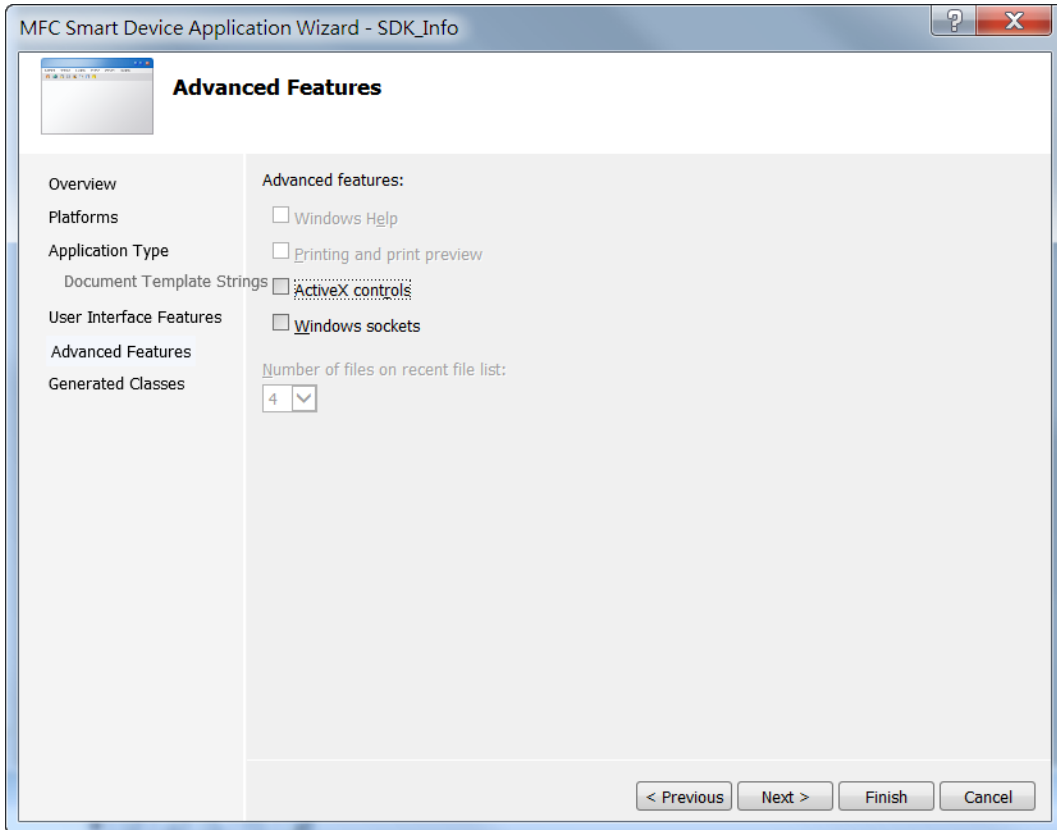 MFC Smart Device Application Wizard - SDK_Info
Advanced Features
Overview
Platforms
Application Type
Document Template Strings
User Interface Features
Advanced Features
Generated Classes
Advanced features:
Windows Help
Printing and print preview
ActiveX controls
Windows sockets
Number of files on recent file list:
4
< Previous
Next >
Finish
Cancel